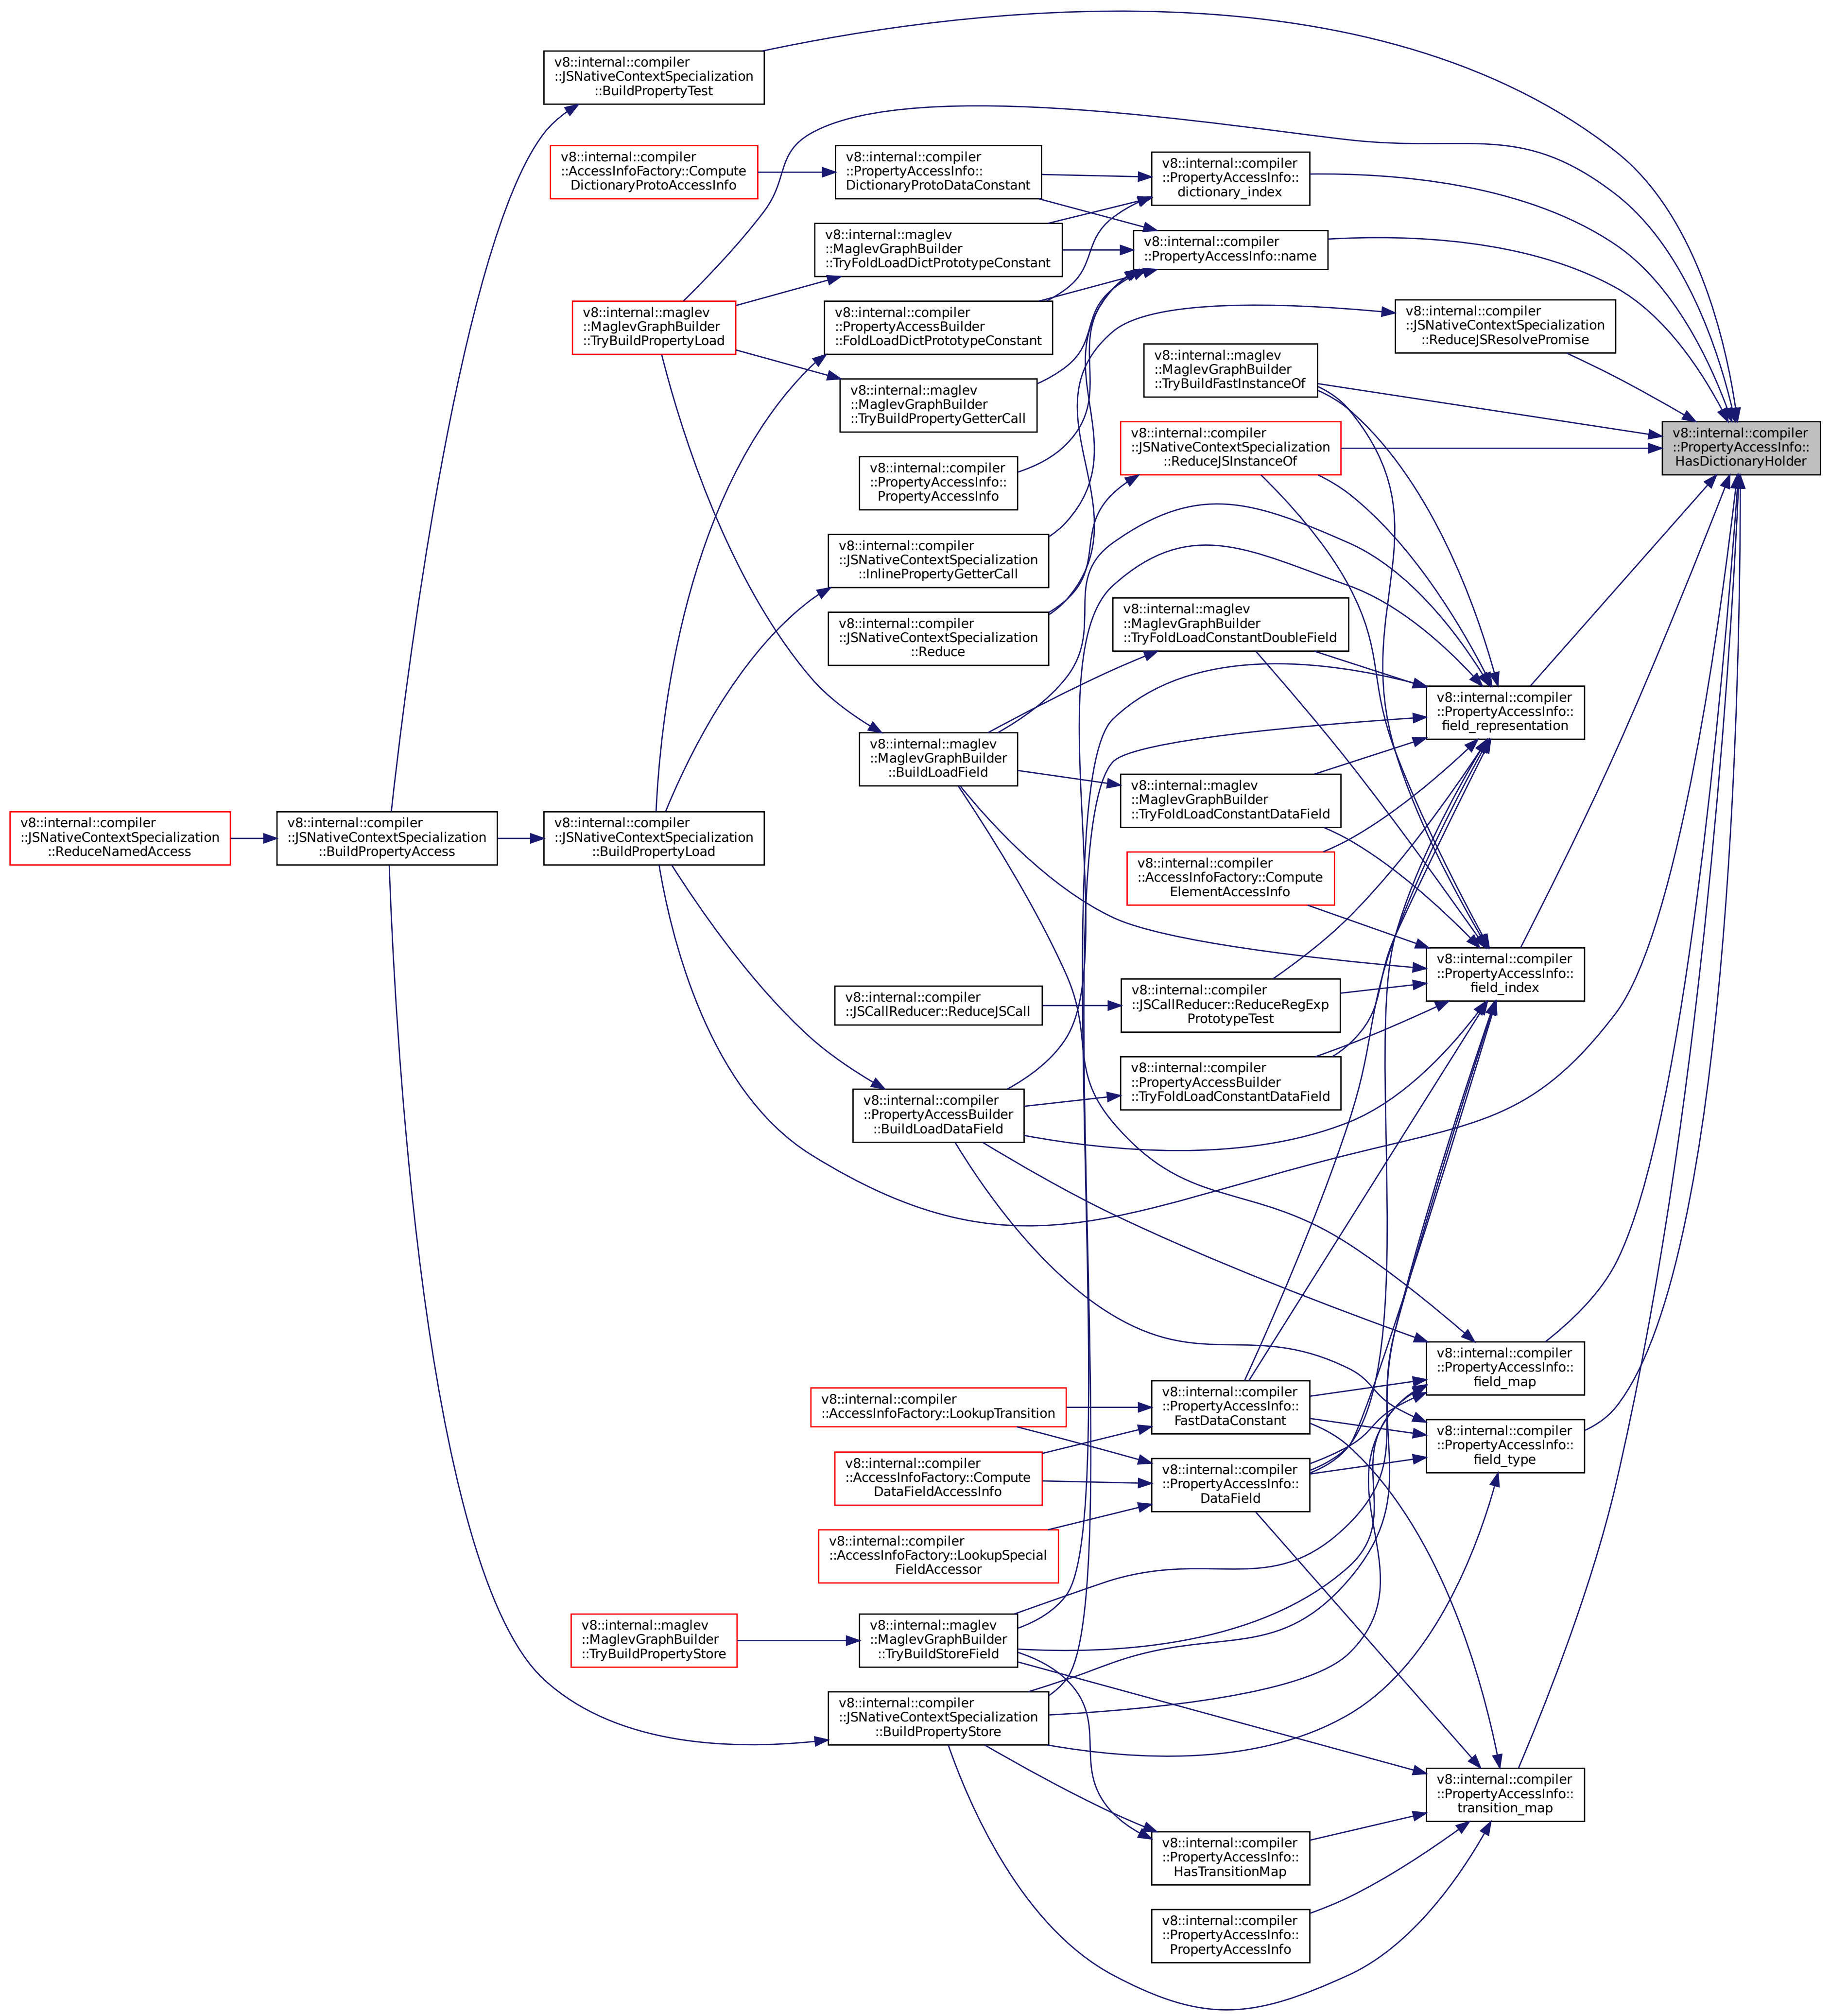 v8::internal::compiler
::JSNativeContextSpecialization
::BuildPropertyTest
v8::internal::compiler
::AccessInfoFactory::Compute
DictionaryProtoAccessInfo
v8::internal::compiler
::PropertyAccessInfo::
DictionaryProtoDataConstant
v8::internal::compiler
::PropertyAccessInfo::
dictionary_index
v8::internal::maglev
::MaglevGraphBuilder
::TryFoldLoadDictPrototypeConstant
v8::internal::compiler
::PropertyAccessInfo::name
v8::internal::maglev
::MaglevGraphBuilder
::TryBuildPropertyLoad
v8::internal::compiler
::PropertyAccessBuilder
::FoldLoadDictPrototypeConstant
v8::internal::compiler
::JSNativeContextSpecialization
::ReduceJSResolvePromise
v8::internal::maglev
::MaglevGraphBuilder
::TryBuildFastInstanceOf
v8::internal::maglev
::MaglevGraphBuilder
::TryBuildPropertyGetterCall
v8::internal::compiler
::JSNativeContextSpecialization
::ReduceJSInstanceOf
v8::internal::compiler
::PropertyAccessInfo::
HasDictionaryHolder
v8::internal::compiler
::PropertyAccessInfo::
PropertyAccessInfo
v8::internal::compiler
::JSNativeContextSpecialization
::InlinePropertyGetterCall
v8::internal::compiler
::JSNativeContextSpecialization
::Reduce
v8::internal::maglev
::MaglevGraphBuilder
::TryFoldLoadConstantDoubleField
v8::internal::compiler
::PropertyAccessInfo::
field_representation
v8::internal::maglev
::MaglevGraphBuilder
::BuildLoadField
v8::internal::maglev
::MaglevGraphBuilder
::TryFoldLoadConstantDataField
v8::internal::compiler
::JSNativeContextSpecialization
::ReduceNamedAccess
v8::internal::compiler
::JSNativeContextSpecialization
::BuildPropertyAccess
v8::internal::compiler
::JSNativeContextSpecialization
::BuildPropertyLoad
v8::internal::compiler
::AccessInfoFactory::Compute
ElementAccessInfo
v8::internal::compiler
::PropertyAccessInfo::
field_index
v8::internal::compiler
::JSCallReducer::ReduceJSCall
v8::internal::compiler
::JSCallReducer::ReduceRegExp
PrototypeTest
v8::internal::compiler
::PropertyAccessBuilder
::TryFoldLoadConstantDataField
v8::internal::compiler
::PropertyAccessBuilder
::BuildLoadDataField
v8::internal::compiler
::PropertyAccessInfo::
field_map
v8::internal::compiler
::AccessInfoFactory::LookupTransition
v8::internal::compiler
::PropertyAccessInfo::
FastDataConstant
v8::internal::compiler
::PropertyAccessInfo::
field_type
v8::internal::compiler
::AccessInfoFactory::Compute
DataFieldAccessInfo
v8::internal::compiler
::PropertyAccessInfo::
DataField
v8::internal::compiler
::AccessInfoFactory::LookupSpecial
FieldAccessor
v8::internal::maglev
::MaglevGraphBuilder
::TryBuildPropertyStore
v8::internal::maglev
::MaglevGraphBuilder
::TryBuildStoreField
v8::internal::compiler
::JSNativeContextSpecialization
::BuildPropertyStore
v8::internal::compiler
::PropertyAccessInfo::
transition_map
v8::internal::compiler
::PropertyAccessInfo::
HasTransitionMap
v8::internal::compiler
::PropertyAccessInfo::
PropertyAccessInfo